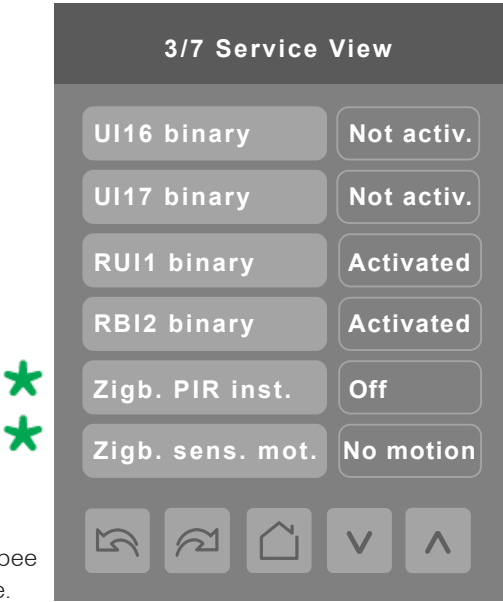 3/7 Service View
UI16 binary Not activ.
UI17 binary Not activ.
RUI1 binary Activated
RBI2 binary Activated
* Zigb. PIR inst. Off
* Zigb. sens. mot. No motion